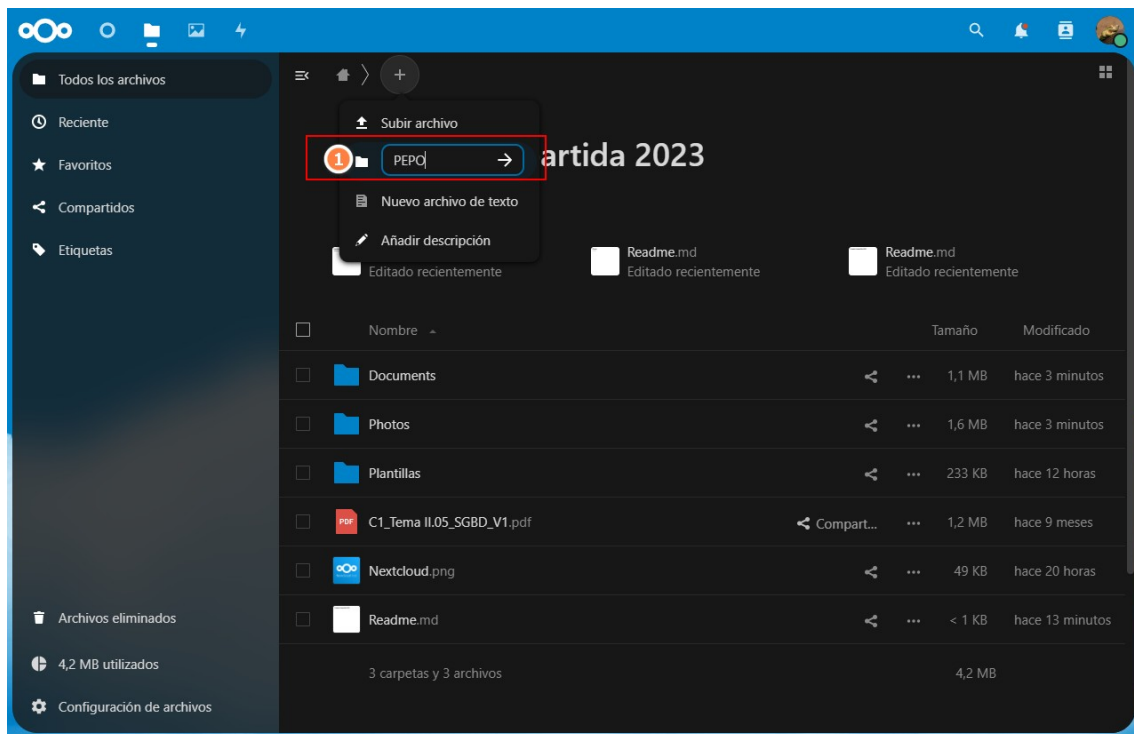 Todos los archivos
Reciente
Favoritos
Compartidos
Etiquetas
Archivos eliminados
4,2 MB utilizados
Configuración de archivos
+
Subir archivo
1 PEPO
artida 2023
Nuevo archivo de texto
Añadir descripción
Editado recientemente
Readme.md
Editado recientemente
Readme.md
Editado recientemente
Nombre Tamaño Modificado
Documents 1,1 MB hace 3 minutos
Photos 1,6 MB hace 3 minutos
Plantillas 233 KB hace 12 horas
PDF C1_Tema II.05_SGBD_V1.pdf Compart... 1,2 MB hace 9 meses
Nextcloud.png 49 KB hace 20 horas
Readme.md < 1 KB hace 13 minutos
3 carpetas y 3 archivos 4,2 MB